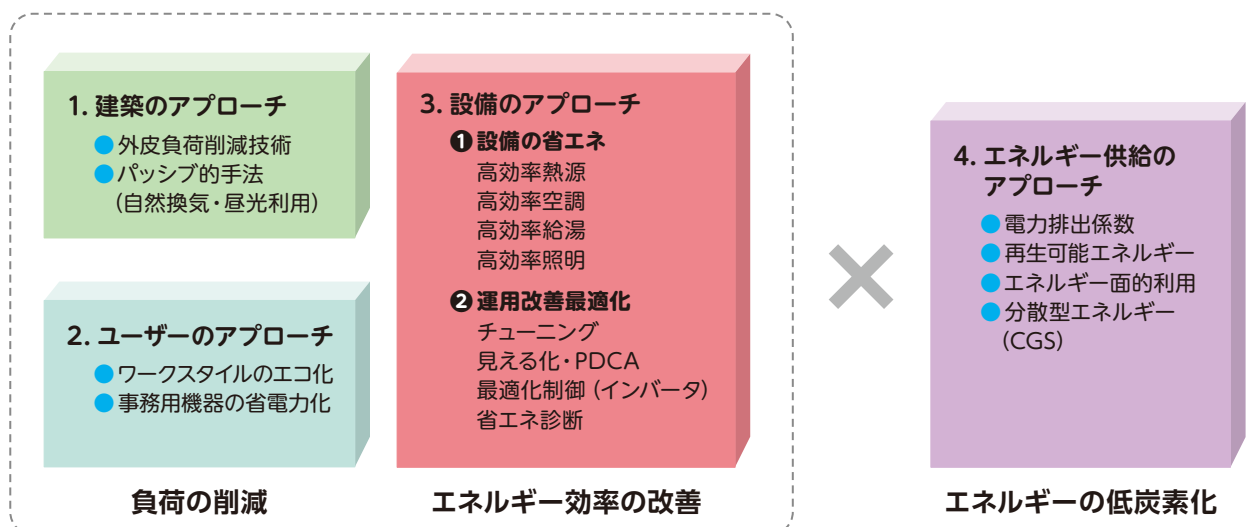 1. 建築のアプローチ
●外皮負荷削減技術
●パッシブ的手法
(自然換気・昼光利用)
2. ユーザーのアプローチ
●ワークスタイルのエコ化
●事務用機器の省電力化
負荷の削減
3. 設備のアプローチ
❶設備の省エネ
高効率熱源
高効率空調
高効率給湯
高効率照明
❷運用改善最適化
チューニング
見える化・PDCA
最適化制御(インバータ)
省エネ診断
エネルギー効率の改善
×
4. エネルギー供給の
アプローチ
●電力排出係数
●再生可能エネルギー
●エネルギー面的利用
●分散型エネルギー
(CGS)
エネルギーの低炭素化